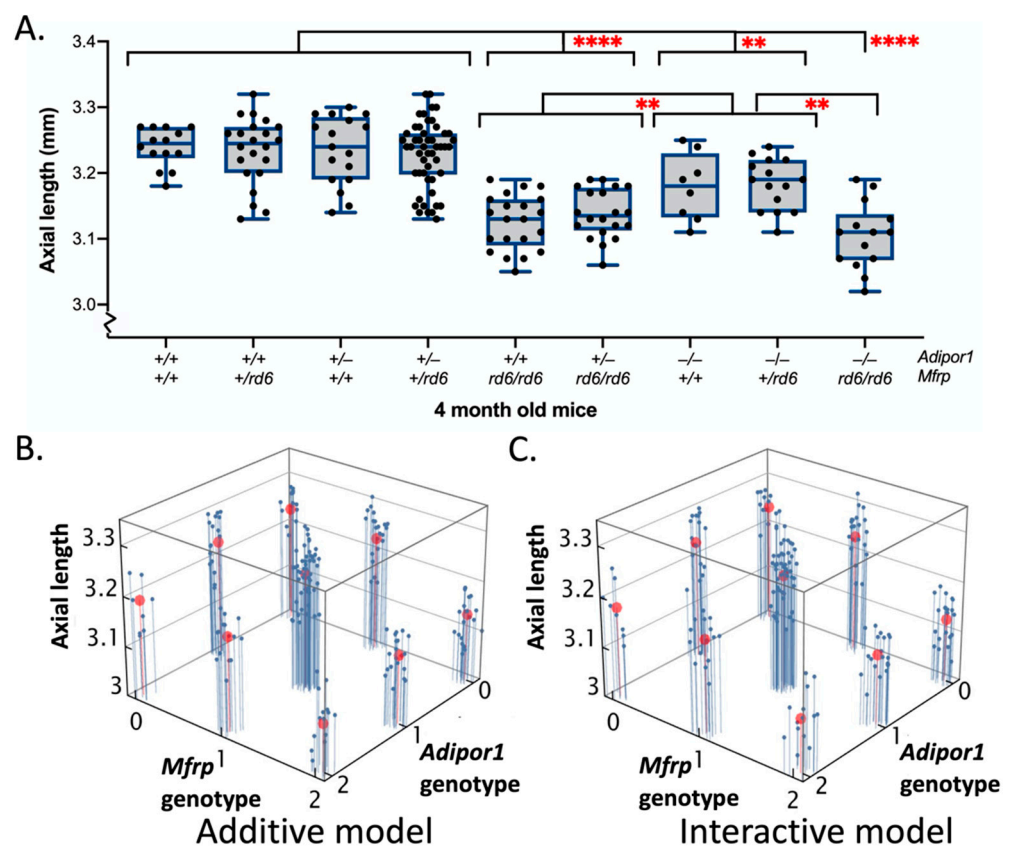 A.
Axial length (mm)
3.4
3.3
3.2
3.1
3.0
**** ** ****
** **
+/+ +/+ +/– +/– +/+ +/– –/– –/– –/– Adipor1
+/+ +/rd6 +/+ +/rd6 rd6/rd6 rd6/rd6 +/+ +/rd6 rd6/rd6 Mfrp
4 month old mice
B.
Axial length
3.3
3.2
3.1
3
0
1
2
Mfrp
genotype
0
1
2
Adipor1
genotype
Additive model
C.
Axial length
3.3
3.2
3.1
3
0
1
2
Mfrp
genotype
0
1
2
Adipor1
genotype
Interactive model